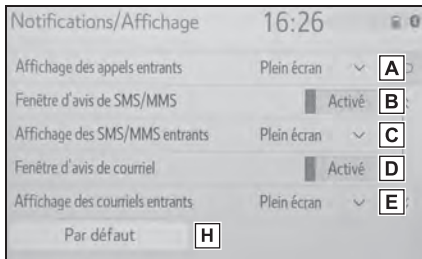 Notifications/Affichage 16:26
Affichage des appels entrants Plein écran A
Fenêtre d'avis de SMS/MMS Activé B
Affichage des SMS/MMS entrants Plein écran C
Fenêtre d'avis de courriel Activé D
Affichage des courriels entrants Plein écran E
Par défaut H